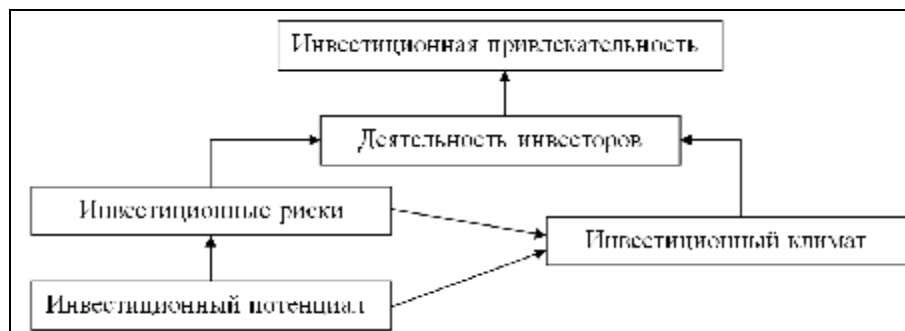 Инвестиционная привлекательность
Деятельность инвесторов
Инвестиционные риски
Инвестиционный климат
Инвестиционный потенциал